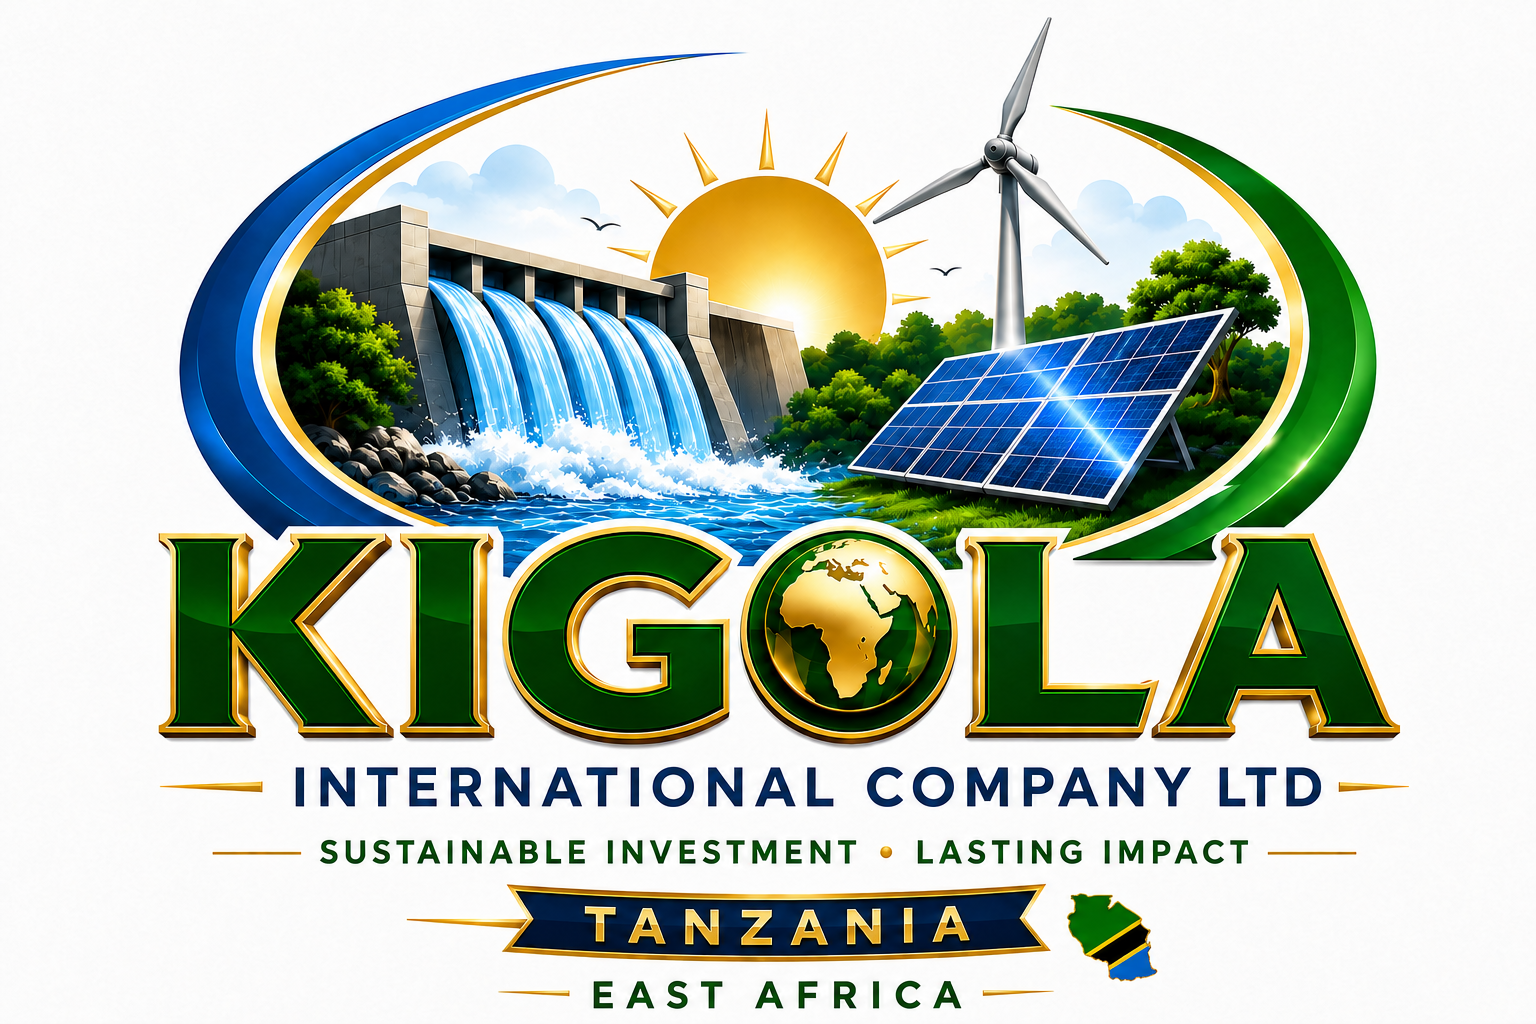 KIGOLA
INTERNATIONAL COMPANY LTD
SUSTAINABLE INVESTMENT • LASTING IMPACT
TANZANIA
EAST AFRICA